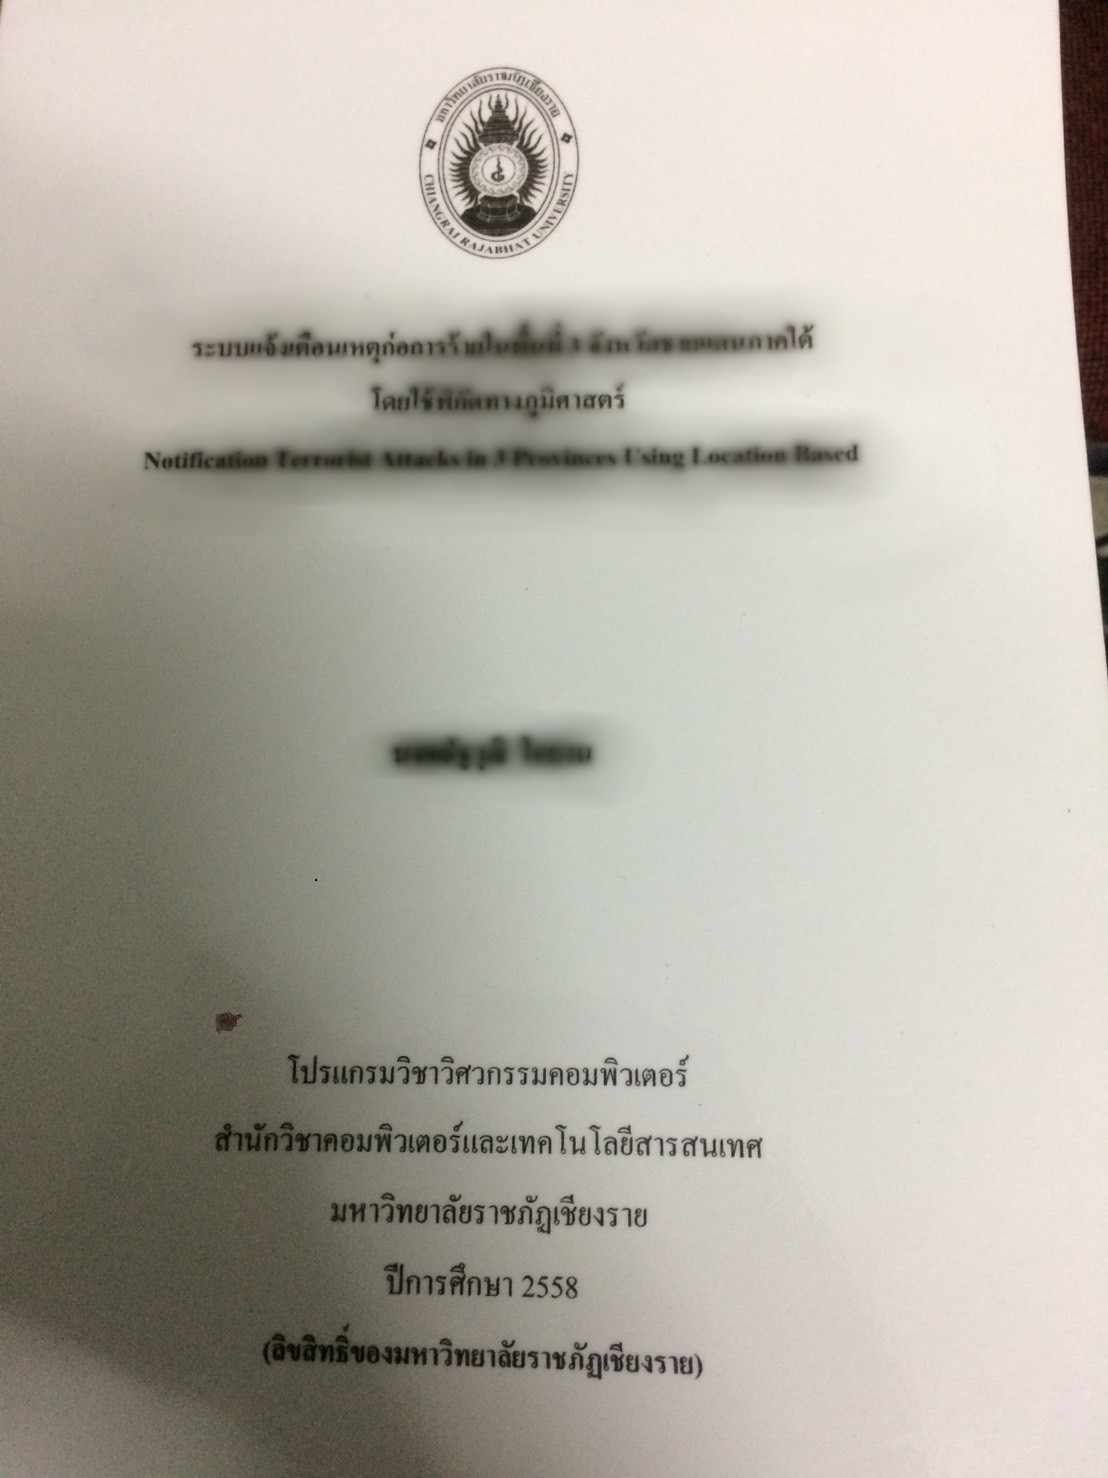 มหาวิทยาลัยราชภัฏเชียงราย
CHIANGRAI RAJABHAT UNIVERSITY
ระบบแจ้งเตือนเหตุก่อการร้ายในพื้นที่ 3 จังหวัดชายแดนภาคใต้
โดยใช้พิกัดทางภูมิศาสตร์
Notification Terrorist Attacks in 3 Provinces Using Location Based
โปรแกรมวิชาวิศวกรรมคอมพิวเตอร์
สำนักวิชาคอมพิวเตอร์และเทคโนโลยีสารสนเทศ
มหาวิทยาลัยราชภัฏเชียงราย
ปีการศึกษา 2558
(ลิขสิทธิ์ของมหาวิทยาลัยราชภัฏเชียงราย)